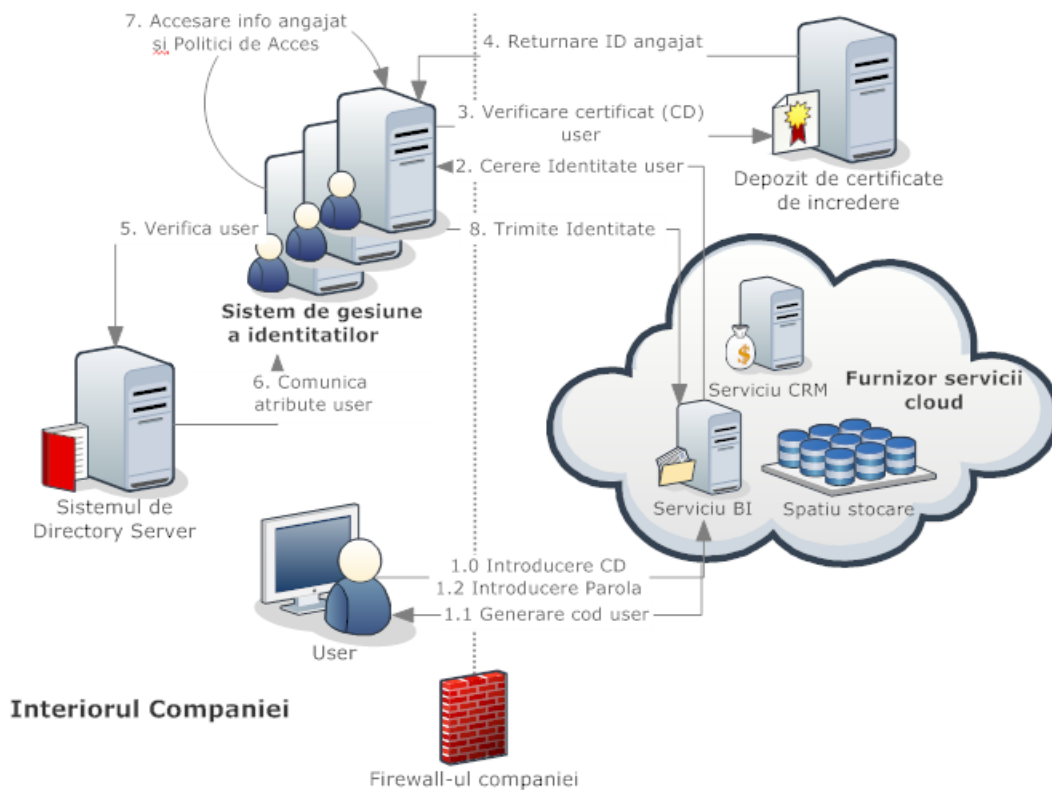 7. Accesare info angajat
și Politici de Acces
4. Returnare ID angajat
3. Verificare certificat (CD)
user
2. Cerere Identitate user
Depozit de certificate
de incredere
5. Verifica user
8. Trimite Identitate
Sistem de gesiune
a identitatilor
6. Comunica
atribute user
Serviciu CRM
Furnizor servicii
cloud
Serviciu BI
Spatiu stocare
Sistemul de
Directory Server
1.0 Introducere CD
1.2 Introducere Parola
1.1 Generare cod user
User
Interiorul Companiei
Firewall-ul companiei
$